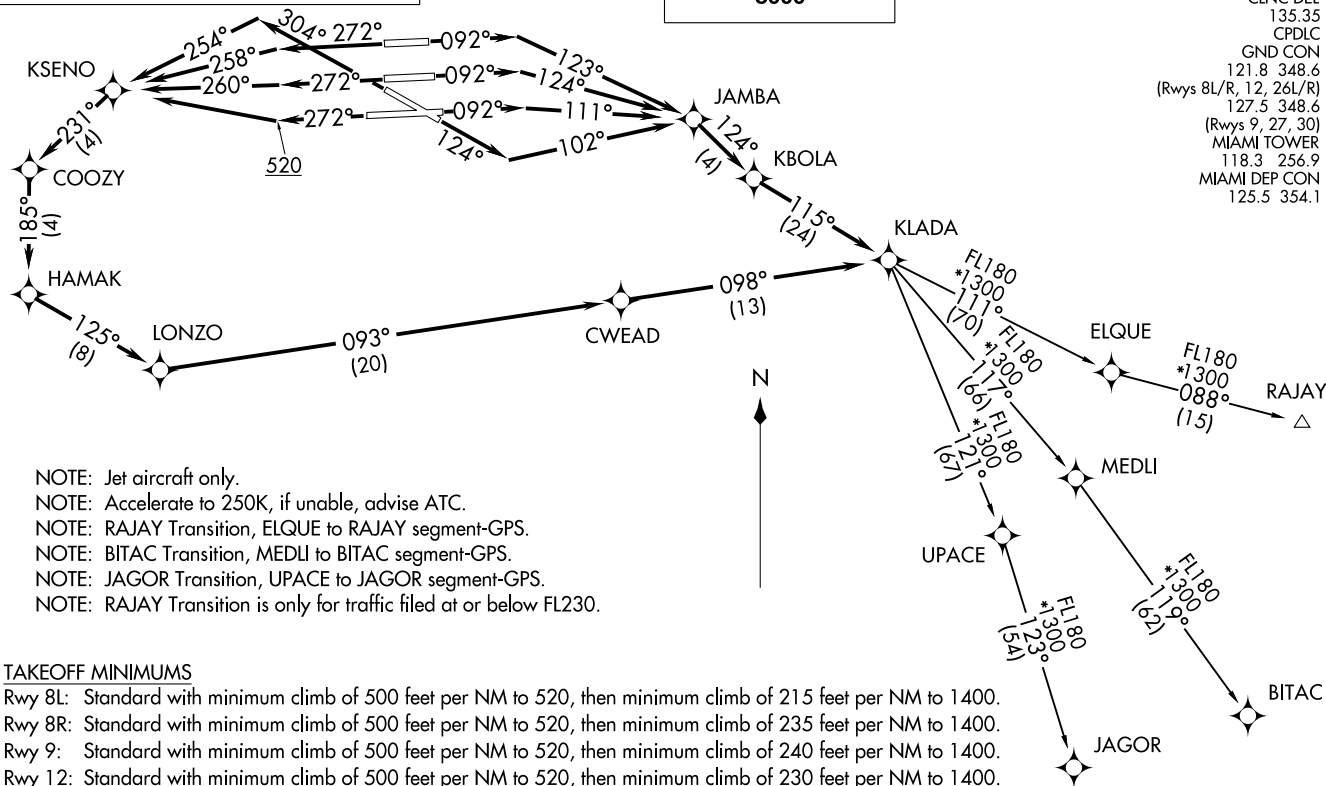 CLNC DEL
135.35
CPDLC
GND CON
121.8 348.6
(Rwys 8L/R, 12, 26L/R)
127.5 348.6
(Rwys 9, 27, 30)
MIAMI TOWER
118.3 256.9
MIAMI DEP CON
125.5 354.1
254°
304°
272°
092°
123°
KSENO
258°
260°
272°
092°
124°
JAMBA
272°
092°
111°
231°
(4)
520
124°
102°
124°
(4)
KBOLA
COOZY
185°
(4)
115°
(24)
KLADA
HAMAK
125°
(8)
LONZO
093°
(20)
CWEAD
098°
(13)
FL180
*1300
111°
(70)
ELQUE
FL180
*1300
088°
(15)
RAJAY
FL180
*1300
117°
(66)
MEDLI
FL180
*1300
121°
(67)
UPACE
N
FL180
*1300
119°
(62)
BITAC
FL180
*1300
123°
(54)
JAGOR
NOTE: Jet aircraft only.
NOTE: Accelerate to 250K, if unable, advise ATC.
NOTE: RAJAY Transition, ELQUE to RAJAY segment-GPS.
NOTE: BITAC Transition, MEDLI to BITAC segment-GPS.
NOTE: JAGOR Transition, UPACE to JAGOR segment-GPS.
NOTE: RAJAY Transition is only for traffic filed at or below FL230.
TAKEOFF MINIMUMS
Rwy 8L: Standard with minimum climb of 500 feet per NM to 520, then minimum climb of 215 feet per NM to 1400.
Rwy 8R: Standard with minimum climb of 500 feet per NM to 520, then minimum climb of 235 feet per NM to 1400.
Rwy 9: Standard with minimum climb of 500 feet per NM to 520, then minimum climb of 240 feet per NM to 1400.
Rwy 12: Standard with minimum climb of 500 feet per NM to 520, then minimum climb of 230 feet per NM to 1400.